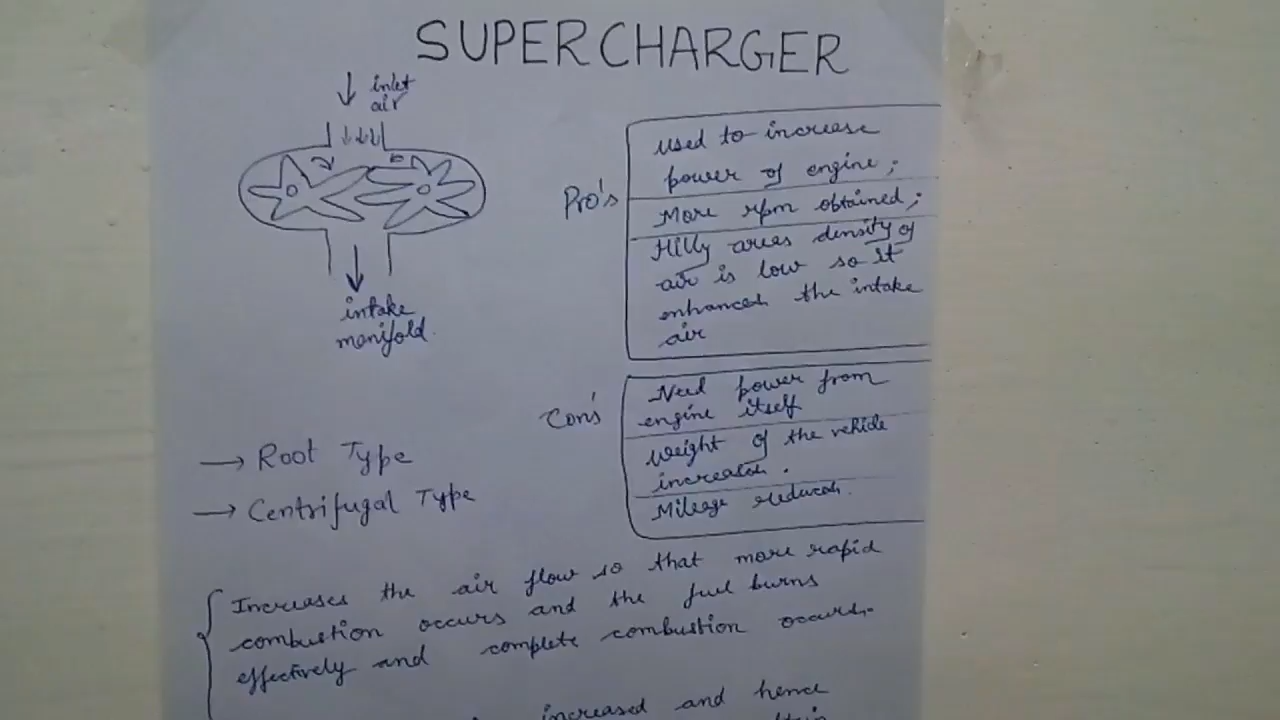 SUPERCHARGER
inlet
air
intake
manifold.
→ Root Type
→ Centrifugal Type
Pro's
used to increase
power of engine;
More rpm obtained;
Hilly areas density of
air is low so it
enhances the intake
air
Con's
Need power from
engine itself
weight of the vehicle
increases.
Mileage reduces.
Increases the air flow so that more rapid
combustion occurs and the fuel burns
effectively and complete combustion occurs.
increased and hence